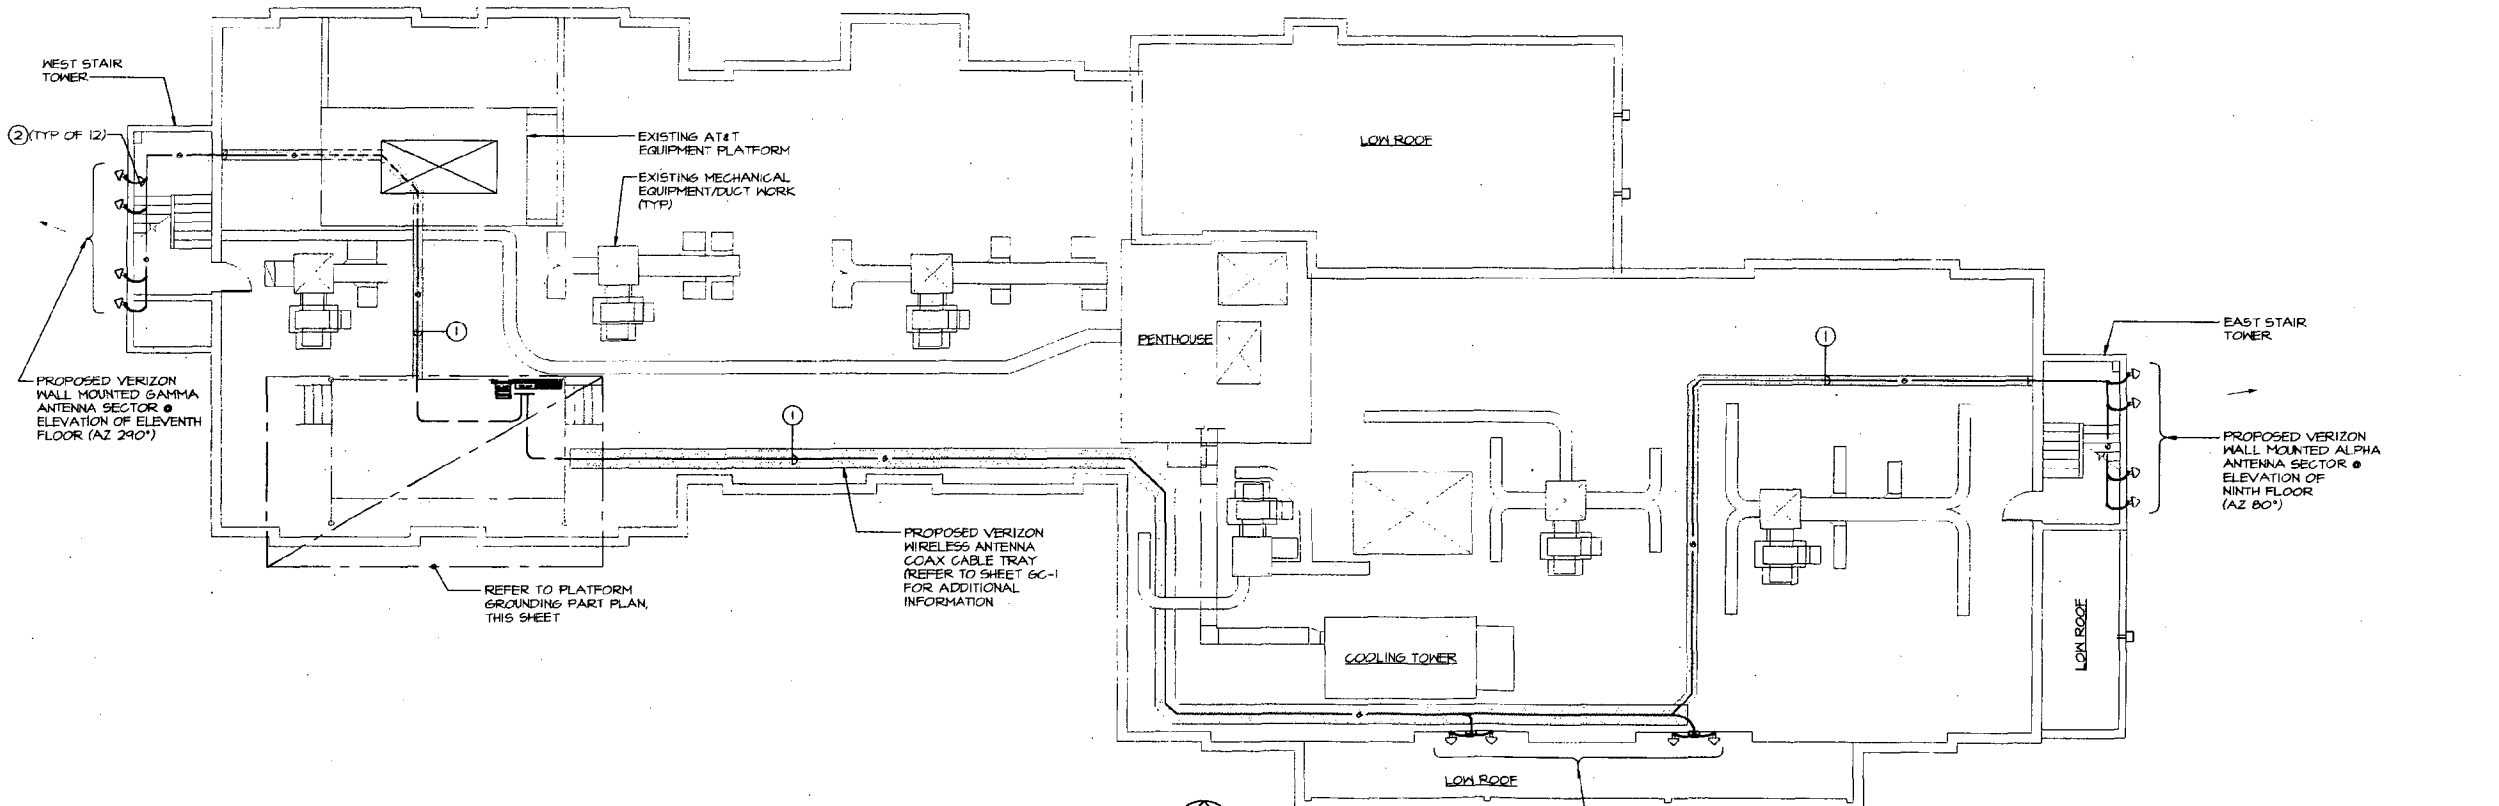 WEST STAIR
TOWER
2 (TYP OF 12)
EXISTING AT&T
EQUIPMENT PLATFORM
EXISTING MECHANICAL
EQUIPMENT/DUCT WORK
(TYP)
LOW ROOF
PENTHOUSE
1
1
1
EAST STAIR
TOWER
PROPOSED VERIZON
WALL MOUNTED GAMMA
ANTENNA SECTOR @
ELEVATION OF ELEVENTH
FLOOR (AZ 290°)
PROPOSED VERIZON
WALL MOUNTED ALPHA
ANTENNA SECTOR @
ELEVATION OF
NINTH FLOOR
(AZ 80°)
PROPOSED VERIZON
WIRELESS ANTENNA
COAX CABLE TRAY
(REFER TO SHEET GC-1
FOR ADDITIONAL
INFORMATION
REFER TO PLATFORM
GROUNDING PART PLAN,
THIS SHEET
COOLING TOWER
LOW ROOF
LOW ROOF